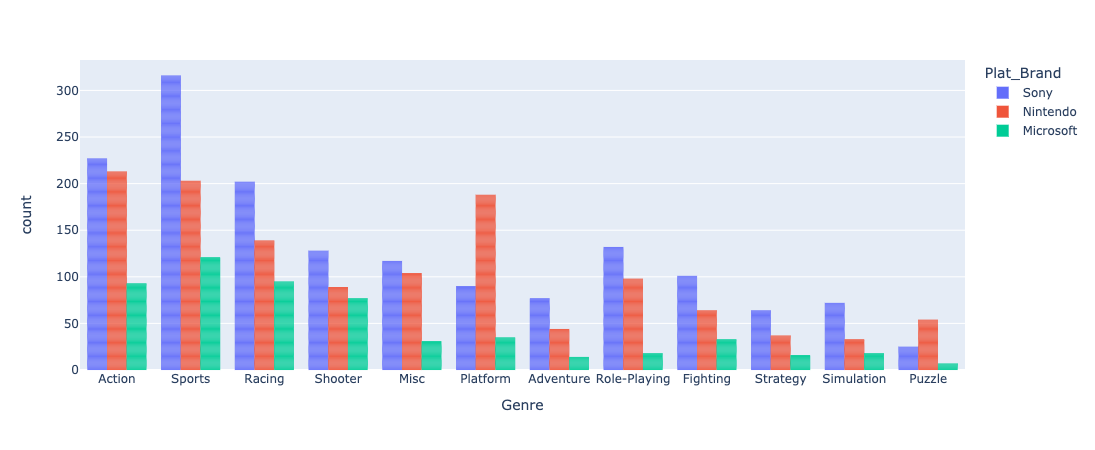 Plat_Brand
Sony
Nintendo
Microsoft
count
300
250
200
150
100
50
0
Action Sports Racing Shooter Misc Platform Adventure Role-Playing Fighting Strategy Simulation Puzzle
Genre